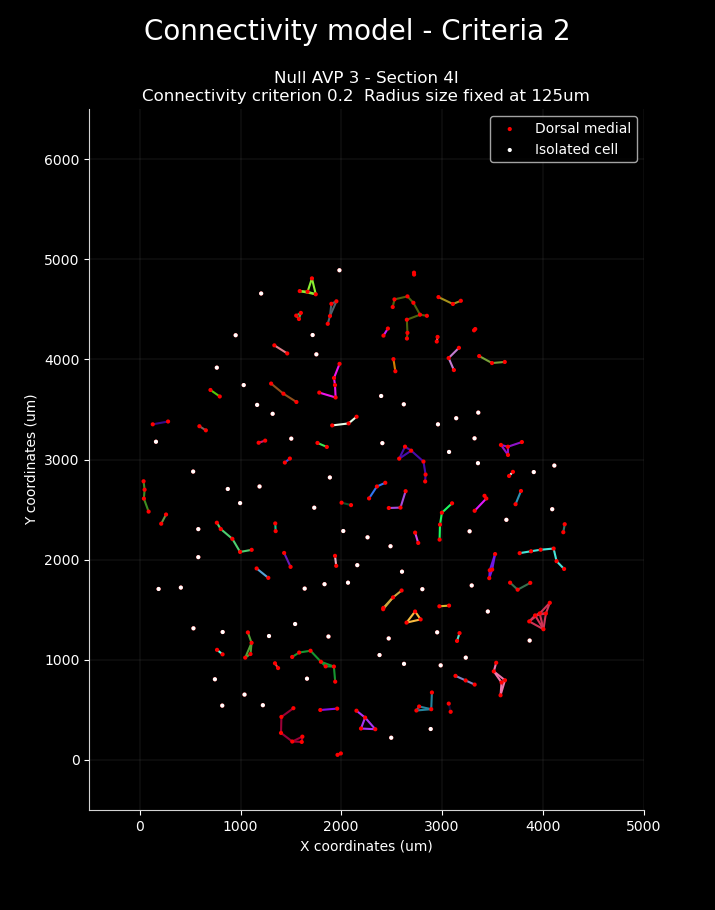 Connectivity model - Criteria 2
Null AVP 3 - Section 4I
Connectivity criterion 0.2  Radius size fixed at 125um
Dorsal medial
Isolated cell
6000
5000
4000
3000
2000
1000
0
Y coordinates (um)
0 1000 2000 3000 4000 5000
X coordinates (um)